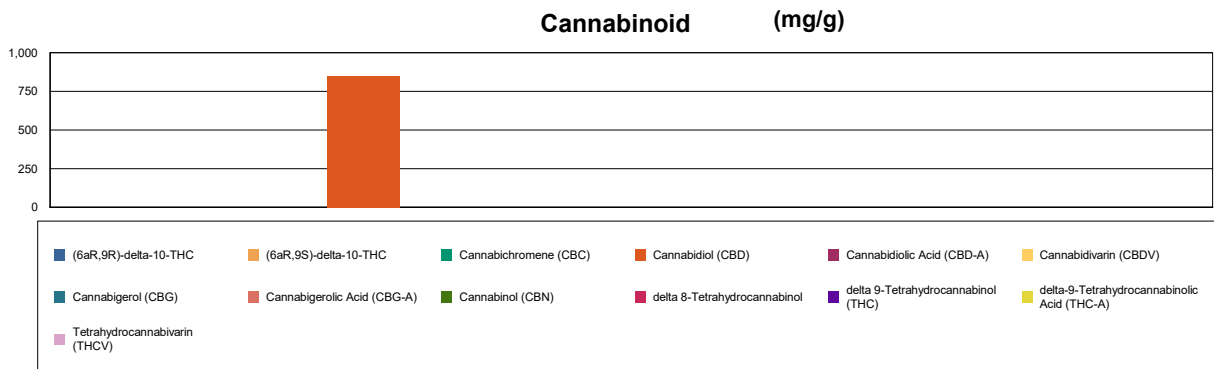 Cannabinoid (mg/g)
1,000
750
500
250
0
(6aR,9R)-delta-10-THC
(6aR,9S)-delta-10-THC
Cannabichromene (CBC)
Cannabidiol (CBD)
Cannabidiolic Acid (CBD-A)
Cannabidivarin (CBDV)
Cannabigerol (CBG)
Cannabigerolic Acid (CBG-A)
Cannabinol (CBN)
delta 8-Tetrahydrocannabinol
delta 9-Tetrahydrocannabinol
(THC)
delta-9-Tetrahydrocannabinolic
Acid (THC-A)
Tetrahydrocannabivarin
(THCV)